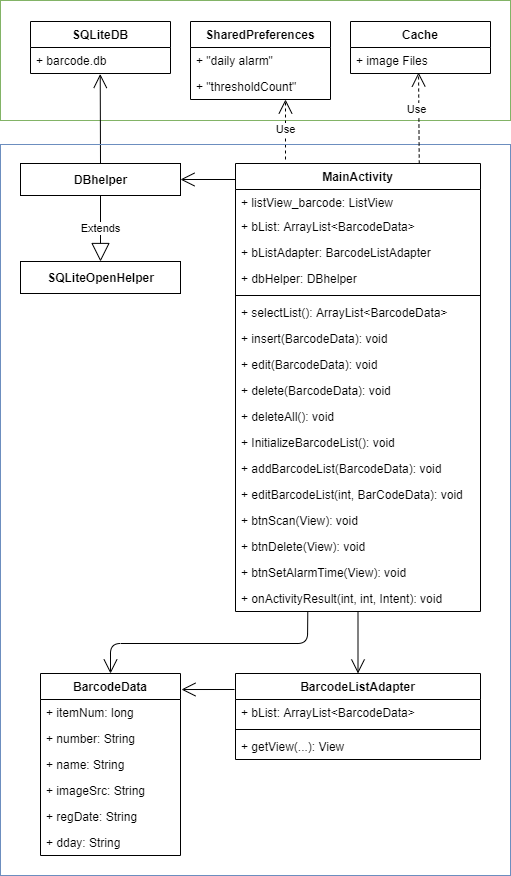 SQLiteDB
+ barcode.db
SharedPreferences
+ "daily alarm"
+ "thresholdCount"
Cache
+ image Files
Use
Use
DBhelper
Extends
SQLiteOpenHelper
MainActivity
+ listView_barcode: ListView
+ bList: ArrayList<BarcodeData>
+ bListAdapter: BarcodeListAdapter
+ dbHelper: DBhelper
+ selectList(): ArrayList<BarcodeData>
+ insert(BarcodeData): void
+ edit(BarcodeData): void
+ delete(BarcodeData): void
+ deleteAll(): void
+ InitializeBarcodeList(): void
+ addBarcodeList(BarcodeData): void
+ editBarcodeList(int, BarCodeData): void
+ btnScan(View): void
+ btnDelete(View): void
+ btnSetAlarmTime(View): void
+ onActivityResult(int, int, Intent): void
BarcodeData
+ itemNum: long
+ number: String
+ name: String
+ imageSrc: String
+ regDate: String
+ dday: String
BarcodeListAdapter
+ bList: ArrayList<BarcodeData>
+ getView(...): View